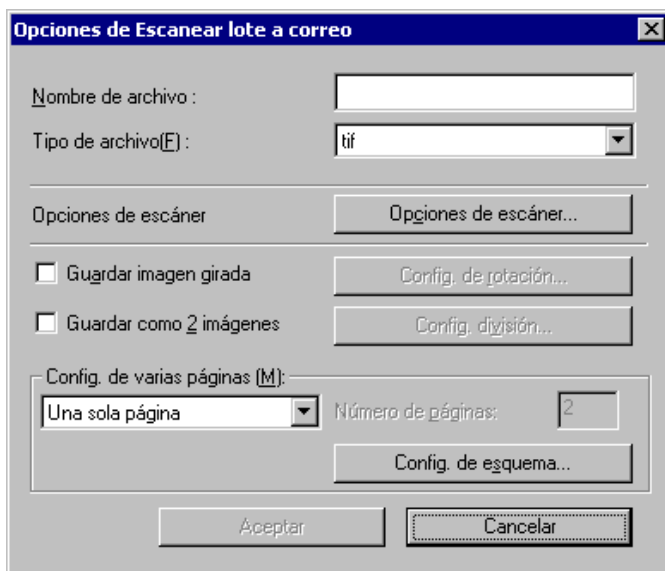 Opciones de Escanear lote a correo
Nombre de archivo :
Tipo de archivo(F) : tif
Opciones de escáner Opciones de escáner...
Guardar imagen girada Config. de rotación...
Guardar como 2 imágenes Config. división...
Config. de varias páginas (M):
Una sola página Número de páginas: 2
Config. de esquema...
Aceptar Cancelar